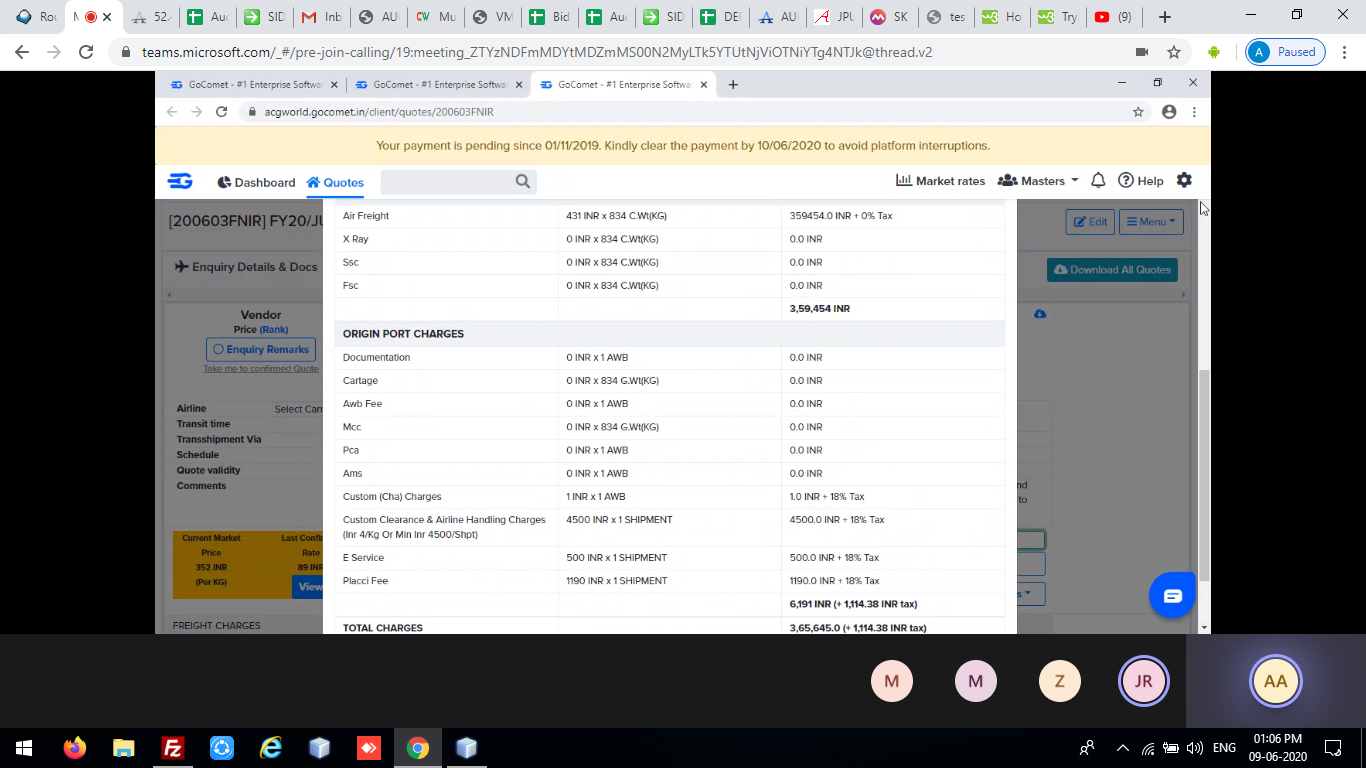 Rou
M
52.
Auc
SID
Inb
AU
CW Mu
VM
Bid
Auc
SID
DEI
AU
JPU
SK
tes
w3 Ho
w3 Try
(9)
teams.microsoft.com/_#/pre-join-calling/19:meeting_ZTYzNDFmMDYtMDZmMS00N2MyLTk5YTUtNjViOTNiYTg4NTJk@thread.v2
A Paused
GoComet - #1 Enterprise Softwa
GoComet - #1 Enterprise Softwa
GoComet - #1 Enterprise Softwa
acgworld.gocomet.in/client/quotes/200603FNIR
Your payment is pending since 01/11/2019. Kindly clear the payment by 10/06/2020 to avoid platform interruptions.
Dashboard Quotes Market rates Masters Help
[200603FNIR] FY20/JU Edit Menu
Air Freight 431 INR x 834 C.Wt(KG) 359454.0 INR + 0% Tax
X Ray 0 INR x 834 C.Wt(KG) 0.0 INR
Ssc 0 INR x 834 C.Wt(KG) 0.0 INR
Fsc 0 INR x 834 C.Wt(KG) 0.0 INR
3,59,454 INR
Enquiry Details & Docs Download All Quotes
Vendor
Price (Rank)
Enquiry Remarks
Take me to confirmed Quote
Airline Select Carr
Transit time
Transshipment Via
Schedule
Quote validity
Comments
ORIGIN PORT CHARGES
Documentation 0 INR x 1 AWB 0.0 INR
Cartage 0 INR x 834 G.Wt(KG) 0.0 INR
Awb Fee 0 INR x 1 AWB 0.0 INR
Mcc 0 INR x 834 G.Wt(KG) 0.0 INR
Pca 0 INR x 1 AWB 0.0 INR
Ams 0 INR x 1 AWB 0.0 INR
Custom (Cha) Charges 1 INR x 1 AWB 1.0 INR + 18% Tax
Custom Clearance & Airline Handling Charges 4500 INR x 1 SHIPMENT 4500.0 INR + 18% Tax
(Inr 4/Kg Or Min Inr 4500/Shpt)
E Service 500 INR x 1 SHIPMENT 500.0 INR + 18% Tax
Placci Fee 1190 INR x 1 SHIPMENT 1190.0 INR + 18% Tax
6,191 INR (+ 1,114.38 INR tax)
TOTAL CHARGES 3,65,645.0 (+ 1,114.38 INR tax)
nd
to
s
Current Market Last Confi
Price Rate
352 INR 89 INR
(Per KG) View
FREIGHT CHARGES
M
M
Z
JR
AA
ENG
01:06 PM
09-06-2020